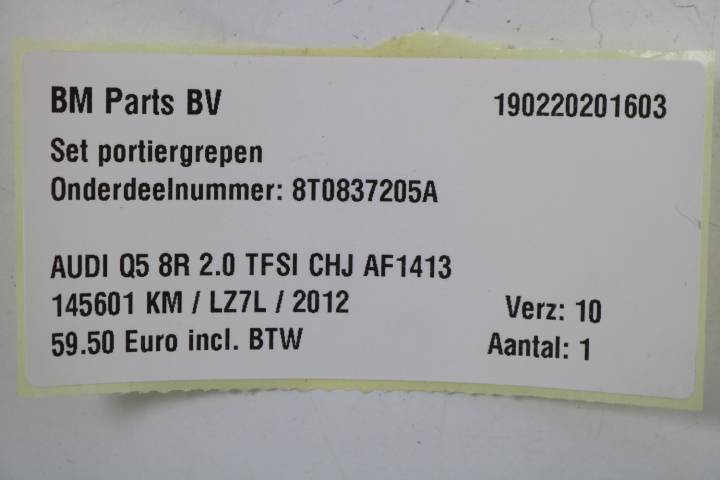 BM Parts BV 190220201603
Set portiergrepen
Onderdeelnummer: 8T0837205A
AUDI Q5 8R 2.0 TFSI CHJ AF1413
145601 KM / LZ7L / 2012 Verz: 10
59.50 Euro incl. BTW Aantal: 1